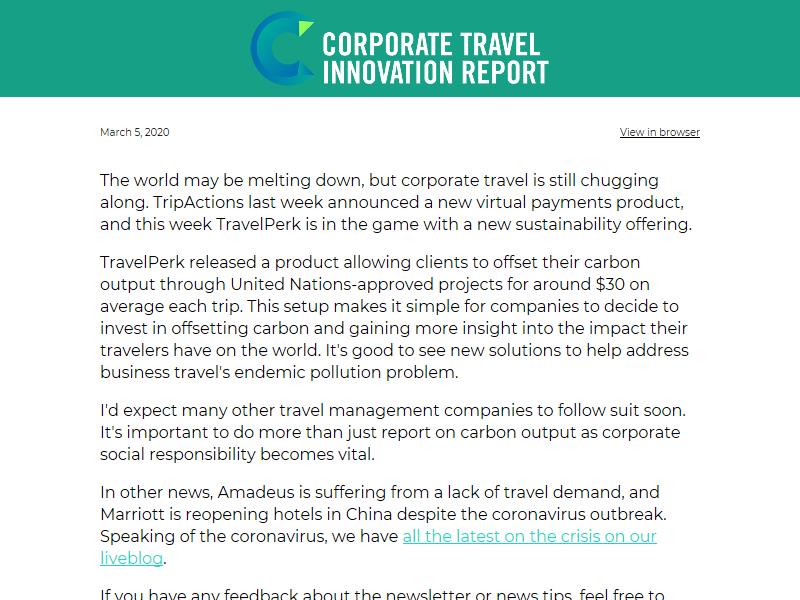 CORPORATE TRAVEL
INNOVATION REPORT
March 5, 2020
View in browser
The world may be melting down, but corporate travel is still chugging
along. TripActions last week announced a new virtual payments product,
and this week TravelPerk is in the game with a new sustainability offering.
TravelPerk released a product allowing clients to offset their carbon
output through United Nations-approved projects for around $30 on
average each trip. This setup makes it simple for companies to decide to
invest in offsetting carbon and gaining more insight into the impact their
travelers have on the world. It's good to see new solutions to help address
business travel's endemic pollution problem.
I'd expect many other travel management companies to follow suit soon.
It's important to do more than just report on carbon output as corporate
social responsibility becomes vital.
In other news, Amadeus is suffering from a lack of travel demand, and
Marriott is reopening hotels in China despite the coronavirus outbreak.
Speaking of the coronavirus, we have all the latest on the crisis on our
liveblog.
If you have any feedback about the newsletter or news tips, feel free to